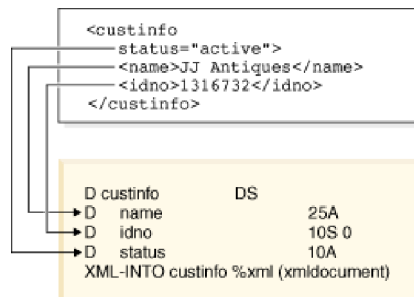 <custinfo
status="active">
<name>JJ Antiques</name>
<idno>1316732</idno>
</custinfo>
D custinfo DS
D name 25A
D idno 10S 0
D status 10A
XML-INTO custinfo %xml (xmldocument)